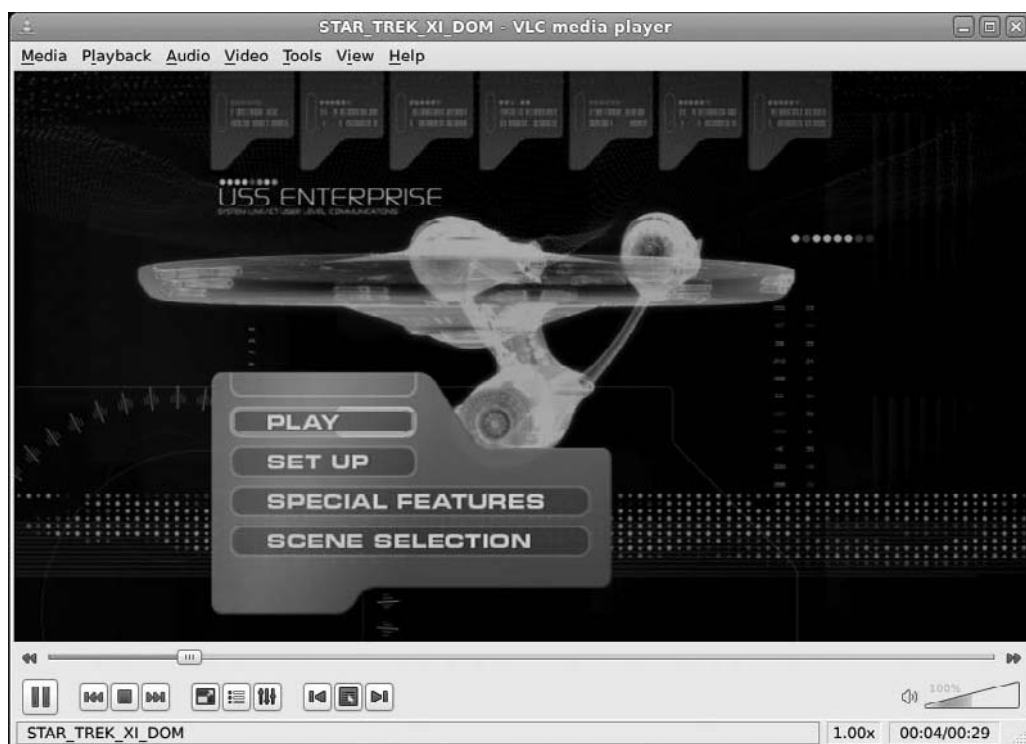 STAR_TREK_XI_DOM - VLC media player
Media Playback Audio Video Tools View Help
USS ENTERPRISE
PLAY
SET UP
SPECIAL FEATURES
SCENE SELECTION
100%
STAR_TREK_XI_DOM 1.00x 00:04/00:29